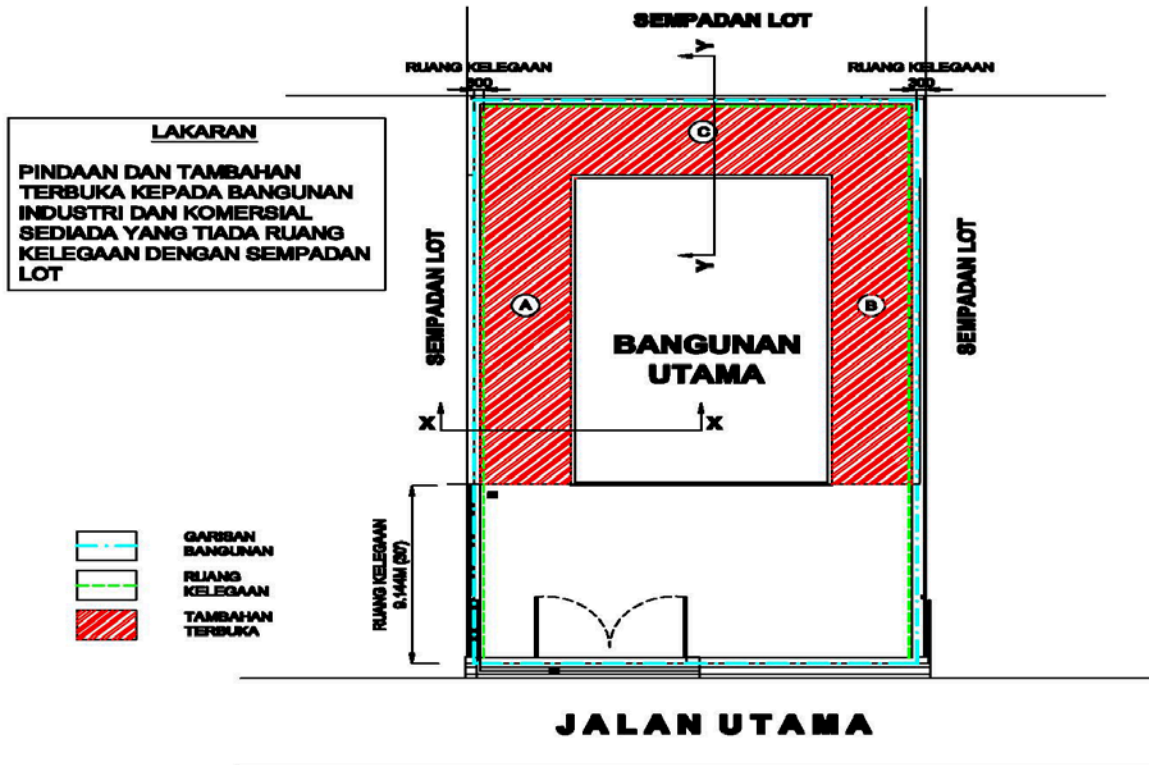 SEMPADAN LOT
Y
RUANG KELEGAAN
300
RUANG KELEGAAN
300
LAKARAN
PINDAAN DAN TAMBAHAN
TERBUKA KEPADA BANGUNAN
INDUSTRI DAN KOMERSIAL
SEDIADA YANG TIADA RUANG
KELEGAAN DENGAN SEMPADAN
LOT
C
SEMPADAN LOT
SEMPADAN LOT
Y
A
B
BANGUNAN
UTAMA
X
X
RUANG KELEGAAN
9.144M (30')
GARISAN
BANGUNAN
RUANG
KELEGAAN
TAMBAHAN
TERBUKA
JALAN UTAMA